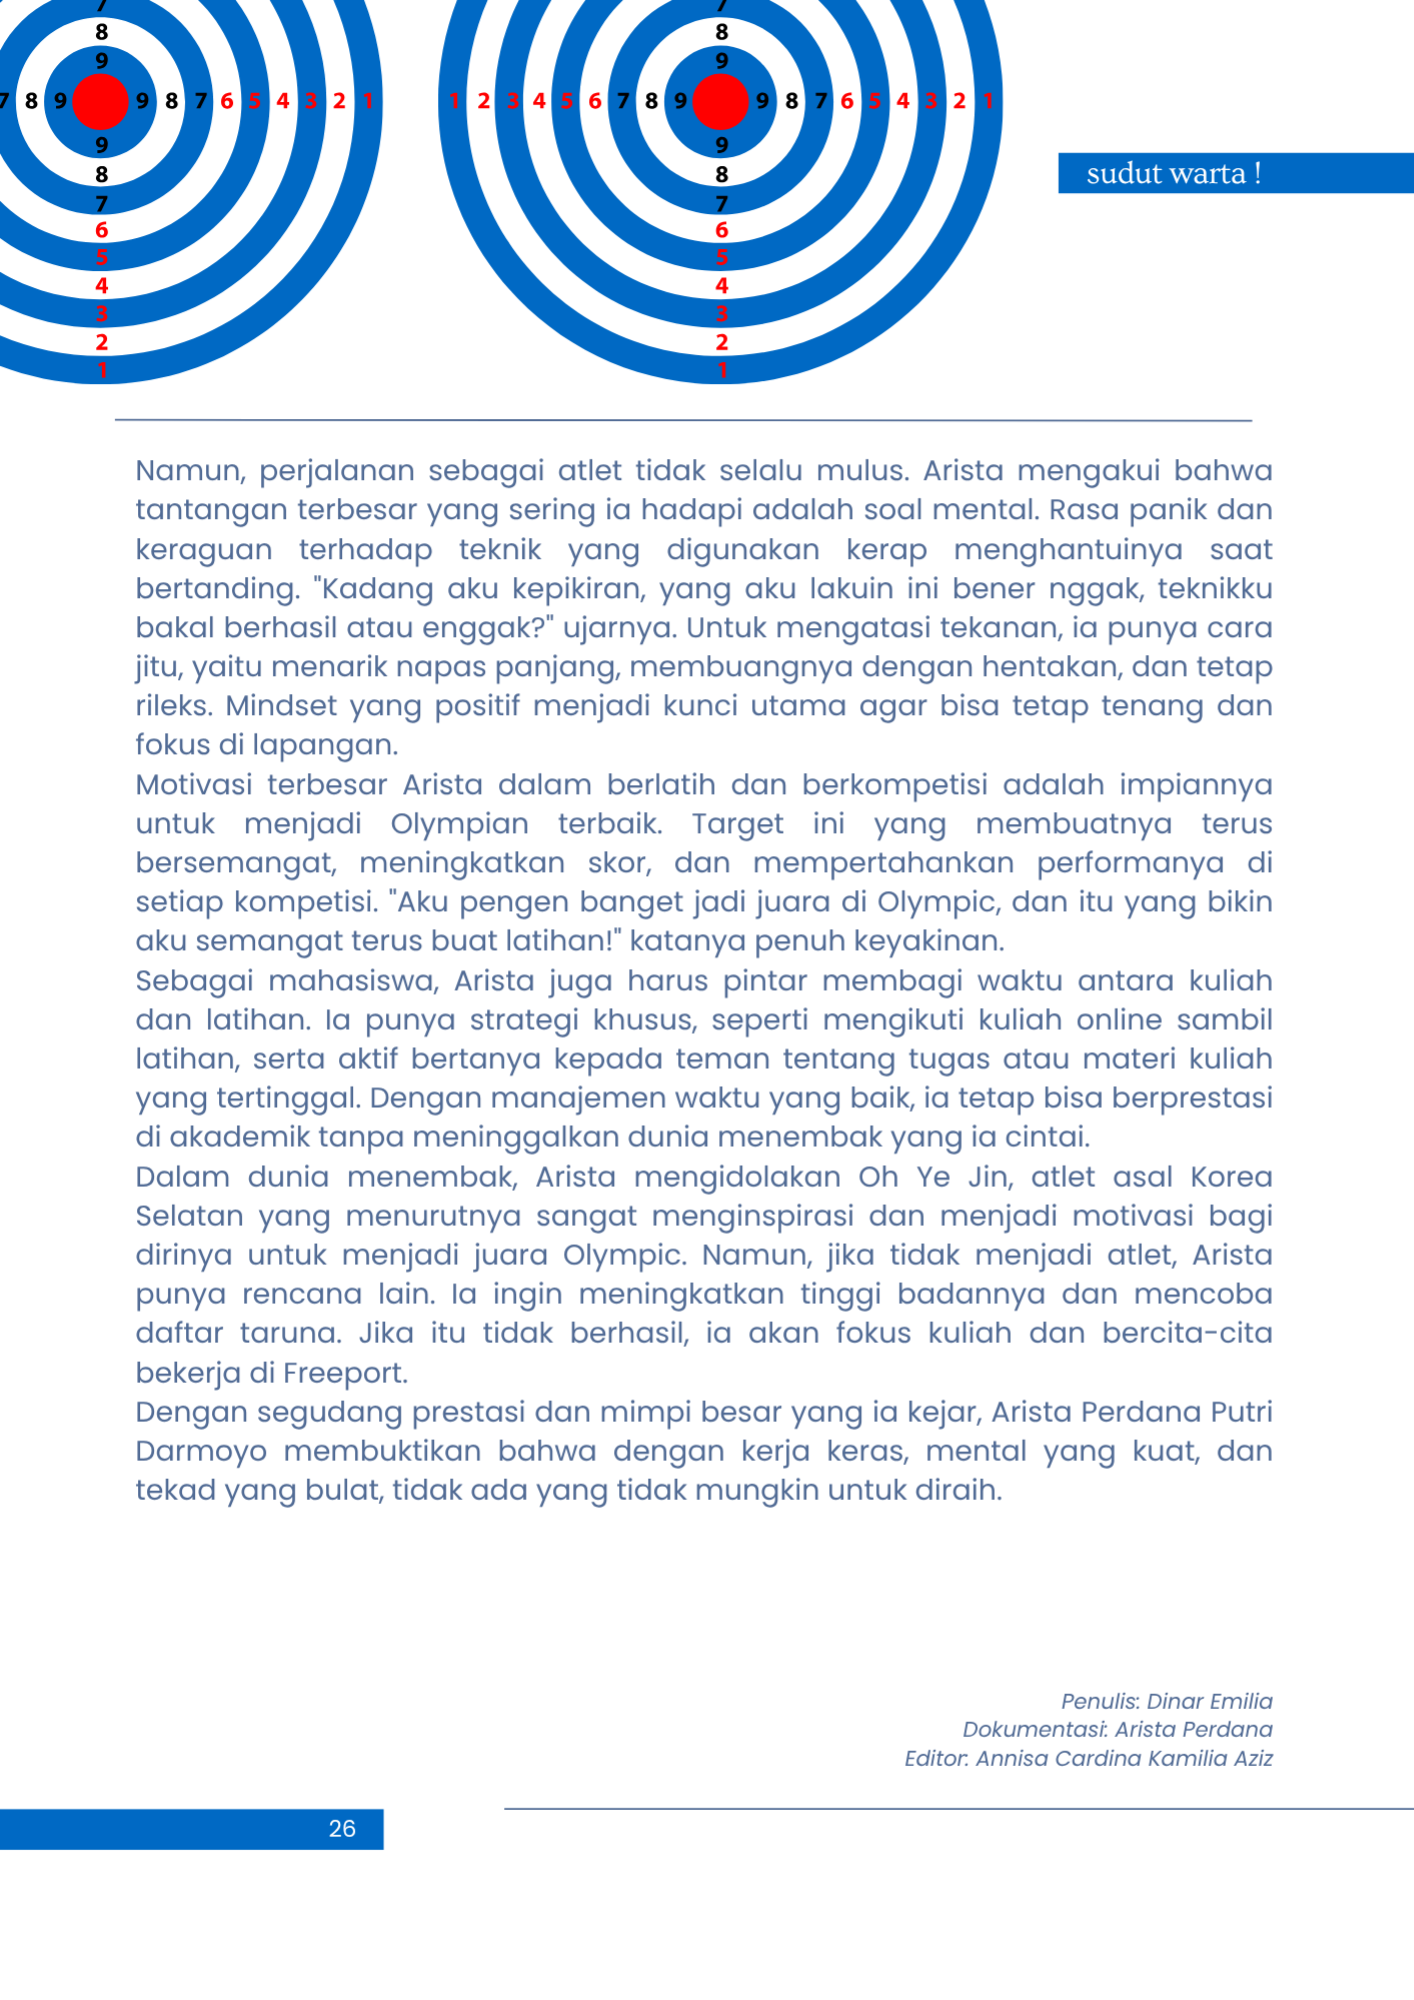 7
8
9
7 8 9 9 8 7 6 5 4 3 2 1
9
8
7
6
5
4
3
2
1
7
8
9
1 2 3 4 5 6 7 8 9 9 8 7 6 5 4 3 2 1
9
8
7
6
5
4
3
2
1
sudut warta !
Namun, perjalanan sebagai atlet tidak selalu mulus. Arista mengakui bahwa
tantangan terbesar yang sering ia hadapi adalah soal mental. Rasa panik dan
keraguan terhadap teknik yang digunakan kerap menghantuinya saat
bertanding. "Kadang aku kepikiran, yang aku lakuin ini bener nggak, teknikku
bakal berhasil atau enggak?" ujarnya. Untuk mengatasi tekanan, ia punya cara
jitu, yaitu menarik napas panjang, membuangnya dengan hentakan, dan tetap
rileks. Mindset yang positif menjadi kunci utama agar bisa tetap tenang dan
fokus di lapangan.
Motivasi terbesar Arista dalam berlatih dan berkompetisi adalah impiannya
untuk menjadi Olympian terbaik. Target ini yang membuatnya terus
bersemangat, meningkatkan skor, dan mempertahankan performanya di
setiap kompetisi. "Aku pengen banget jadi juara di Olympic, dan itu yang bikin
aku semangat terus buat latihan!" katanya penuh keyakinan.
Sebagai mahasiswa, Arista juga harus pintar membagi waktu antara kuliah
dan latihan. Ia punya strategi khusus, seperti mengikuti kuliah online sambil
latihan, serta aktif bertanya kepada teman tentang tugas atau materi kuliah
yang tertinggal. Dengan manajemen waktu yang baik, ia tetap bisa berprestasi
di akademik tanpa meninggalkan dunia menembak yang ia cintai.
Dalam dunia menembak, Arista mengidolakan Oh Ye Jin, atlet asal Korea
Selatan yang menurutnya sangat menginspirasi dan menjadi motivasi bagi
dirinya untuk menjadi juara Olympic. Namun, jika tidak menjadi atlet, Arista
punya rencana lain. Ia ingin meningkatkan tinggi badannya dan mencoba
daftar taruna. Jika itu tidak berhasil, ia akan fokus kuliah dan bercita-cita
bekerja di Freeport.
Dengan segudang prestasi dan mimpi besar yang ia kejar, Arista Perdana Putri
Darmoyo membuktikan bahwa dengan kerja keras, mental yang kuat, dan
tekad yang bulat, tidak ada yang tidak mungkin untuk diraih.
Penulis: Dinar Emilia
Dokumentasi: Arista Perdana
Editor: Annisa Cardina Kamilia Aziz
26